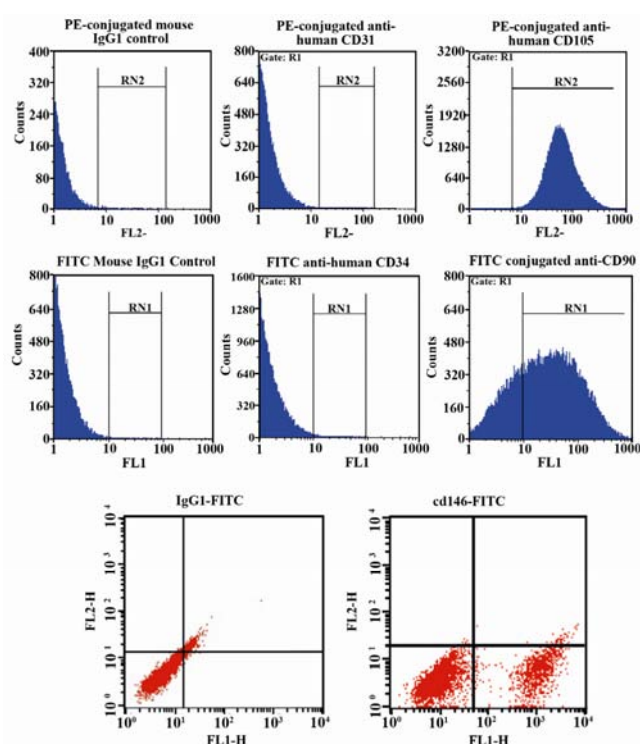 PE-conjugated mouse
IgG1 control
400
320
240
160
80
0
Counts
RN2
1
10
100
1000
FL2-
PE-conjugated anti-
human CD31
Gate: R1
800
640
480
320
160
0
Counts
RN2
1
10
100
1000
FL2-
PE-conjugated anti-
human CD105
Gate: R1
3200
2560
1920
1280
640
0
Counts
RN2
1
10
100
1000
FL2-
FITC Mouse IgG1 Control
800
640
480
320
160
0
Counts
RN1
1
10
100
1000
FL1
FITC anti-human CD34
Gate: R1
1600
1280
960
640
320
0
Counts
RN1
1
10
100
1000
FL1
FITC conjugated anti-CD90
Gate: R1
800
640
480
320
160
0
Counts
RN1
1
10
100
1000
FL1
IgG1-FITC
10⁴
10³
10²
10¹
10⁰
FL2-H
10⁰
10¹
10²
10³
10⁴
FL1-H
cd146-FITC
10⁴
10³
10²
10¹
10⁰
FL2-H
10⁰
10¹
10²
10³
10⁴
FL1-H